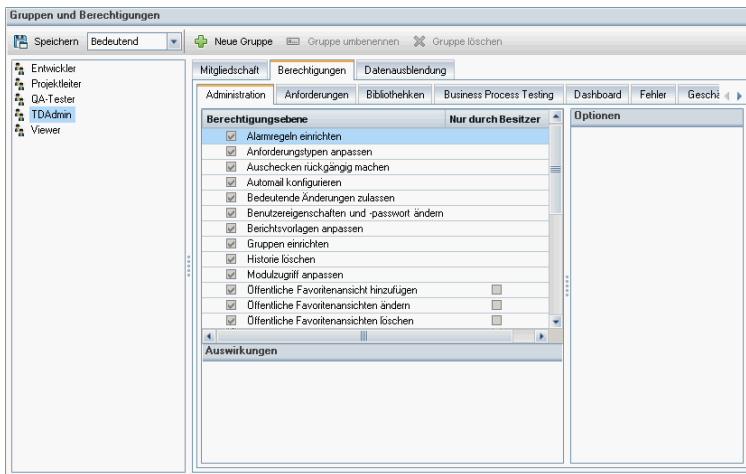 Gruppen und Berechtigungen
Speichern Bedeutend Neue Gruppe Gruppe umbenennen Gruppe löschen
Entwickler
Projektleiter
QA-Tester
TDAdmin
Viewer
Mitgliedschaft Berechtigungen Datenausblendung
Administration Anforderungen Bibliothehken Business Process Testing Dashboard Fehler Geschä
Berechtigungsebene Nur durch Besitzer Optionen
Alarmregeln einrichten
Anforderungstypen anpassen
Auschecken rückgängig machen
Automail konfigurieren
Bedeutende Änderungen zulassen
Benutzereigenschaften und -passwort ändern
Berichtsvorlagen anpassen
Gruppen einrichten
Historie löschen
Modulzugriff anpassen
Öffentliche Favoritenansicht hinzufügen
Öffentliche Favoritenansichten ändern
Öffentliche Favoritenansichten löschen
Auswirkungen